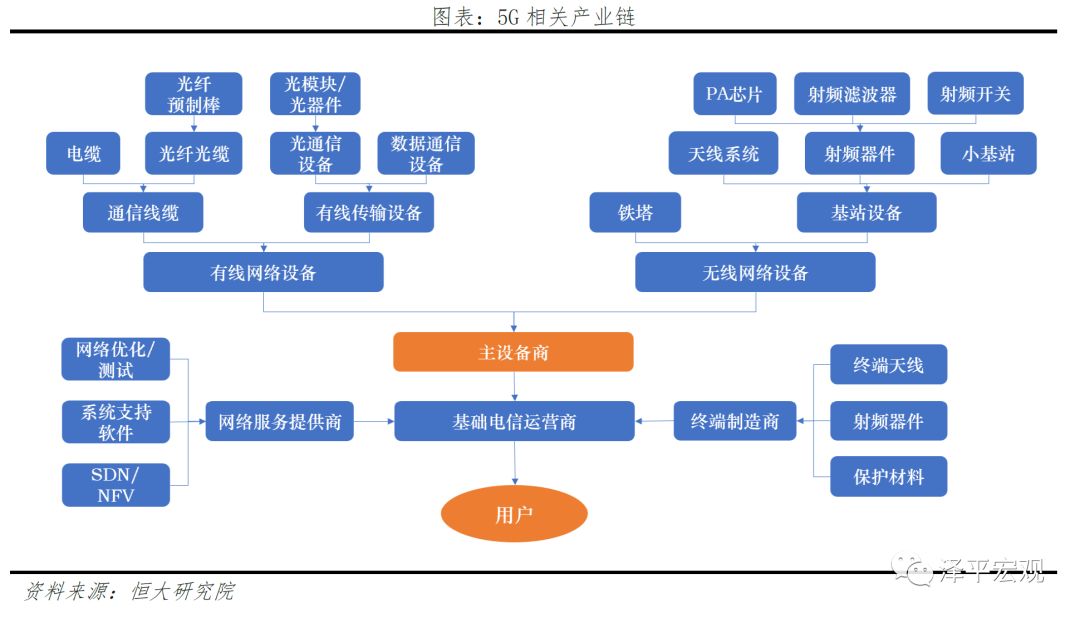 图表：5G 相关产业链
光纤
预制棒
光模块/
光器件
PA芯片
射频滤波器
射频开关
电缆
光纤光缆
光通信
设备
数据通信
设备
天线系统
射频器件
小基站
通信线缆
有线传输设备
铁塔
基站设备
有线网络设备
无线网络设备
主设备商
网络优化/
测试
系统支持
软件
SDN/
NFV
网络服务提供商
基础电信运营商
终端制造商
终端天线
射频器件
保护材料
用户
泽平宏观
资料来源：恒大研究院